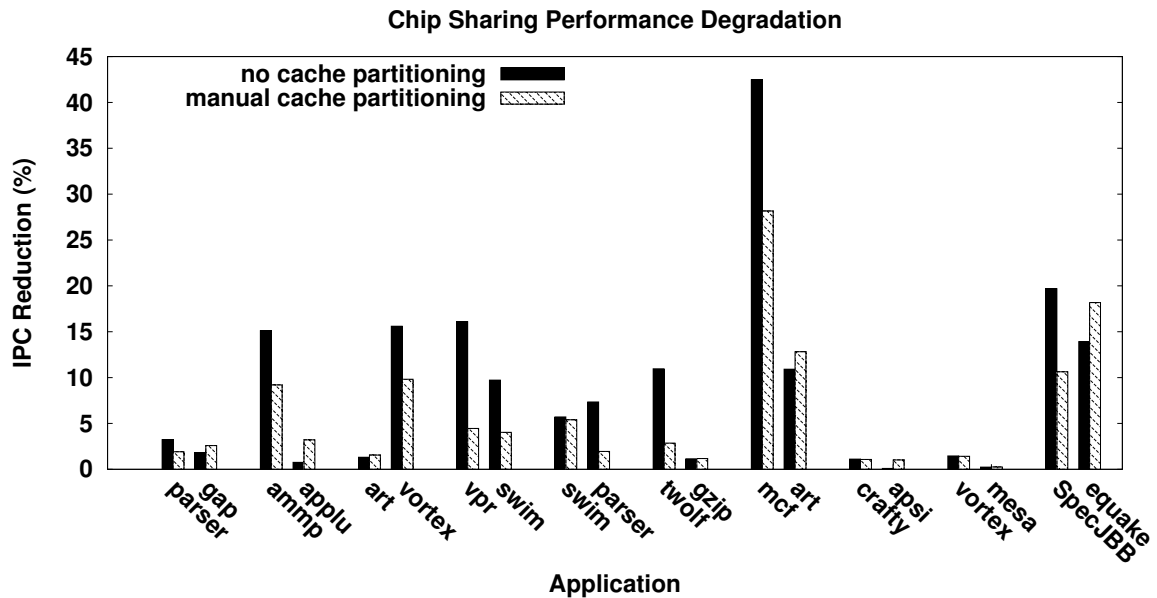 Chip Sharing Performance Degradation
no cache partitioning
manual cache partitioning
IPC Reduction (%)
45
40
35
30
25
20
15
10
5
0
parser
gap
ammp
applu
art
vortex
vpr
swim
swim
parser
twolf
gzip
mcf
art
crafty
apsi
vortex
mesa
SpecJBB
equake
Application